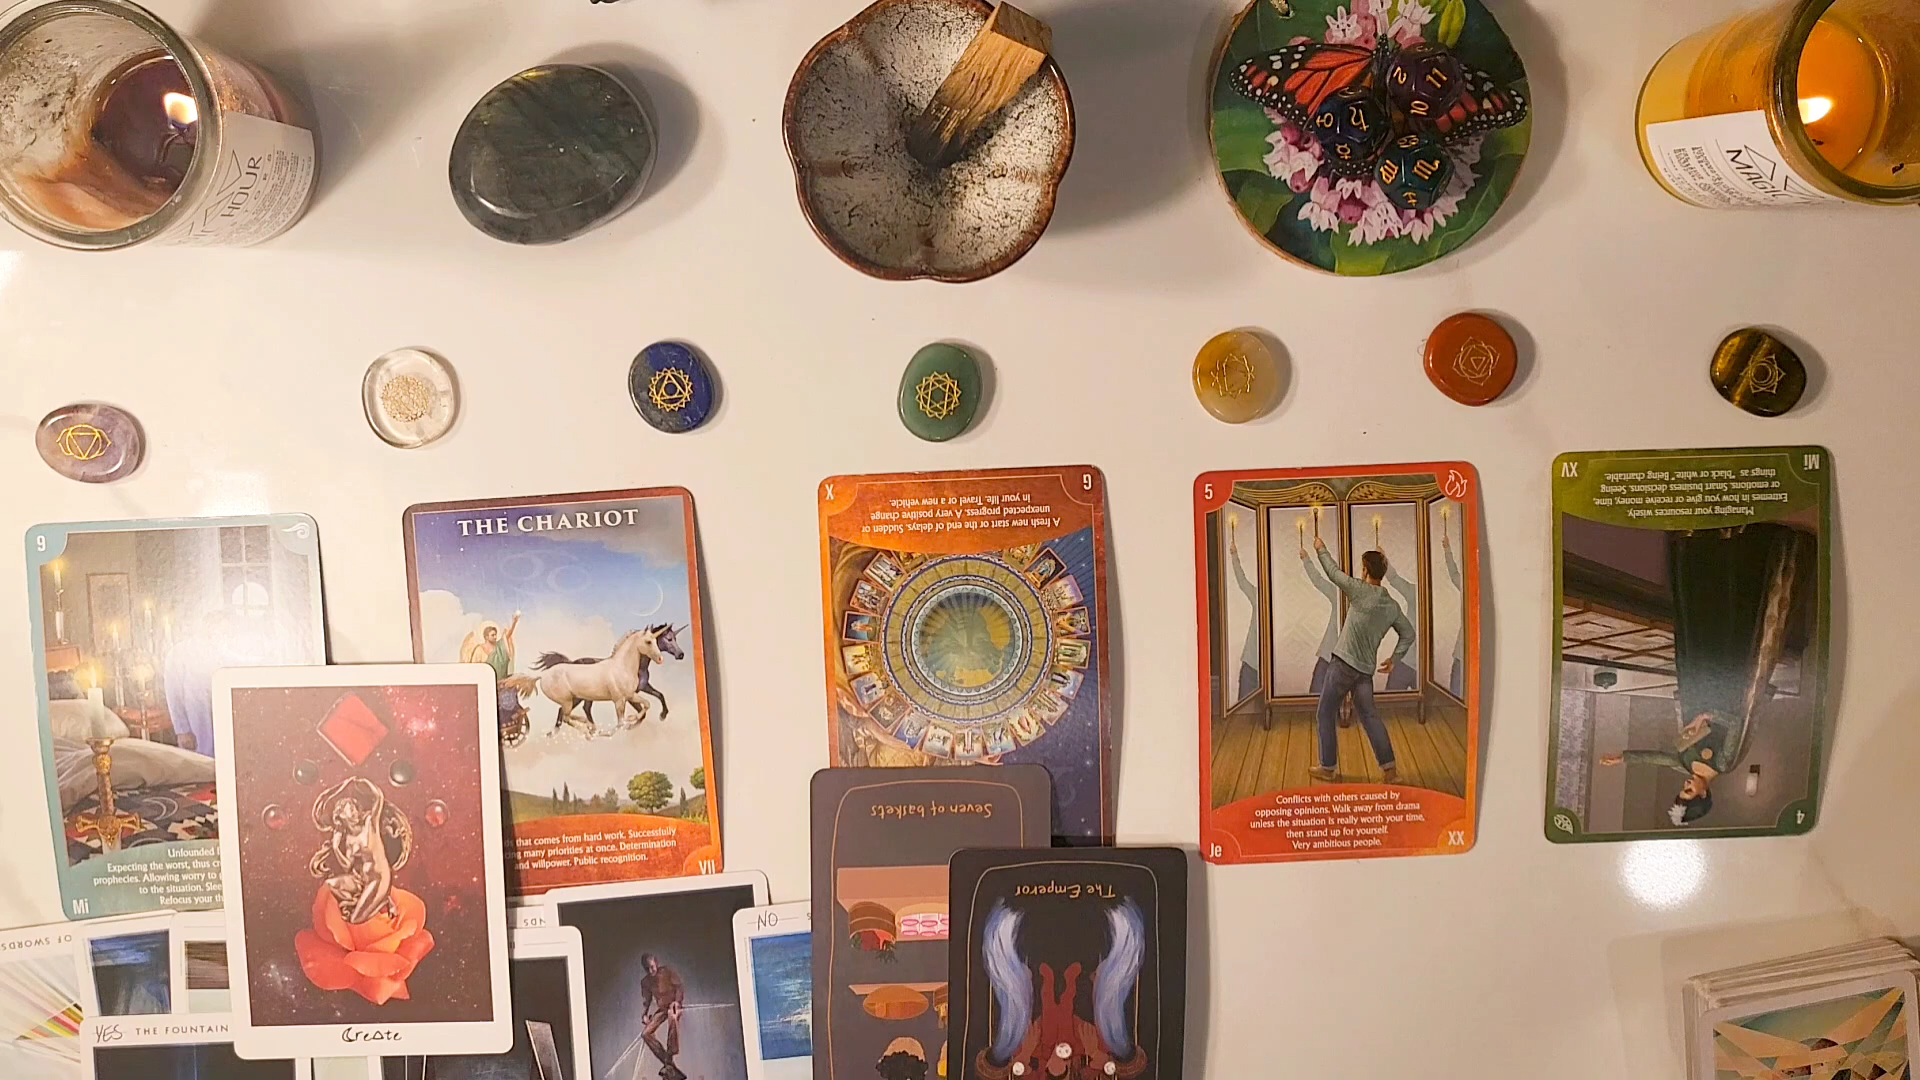 HOUR
MAGIC
2
11
10
9
THE CHARIOT
X
9
A fresh new start or the end of delays. Sudden or
unexpected progress. A very positive change
in your life. Travel or a new vehicle.
5
XV
Mi
Managing your resources wisely.
Extremes in how you give or receive money, time,
or emotions. Smart business decisions. Seeing
things as "black or white." Being charitable.
4
Unfounded
Expecting the worst, thus
prophecies. Allowing worry to
to the situation.
Refocus your
Mi
that comes from hard work. Successfully
many priorities at once. Determination
and willpower. Public recognition.
VII
Conflicts with others caused by
opposing opinions. Walk away from drama
unless the situation is really worth your time,
then stand up for yourself.
Very ambitious people.
Je
XX
Seven of baskets
The Emperor
OF SWORDS
NO
YES
THE FOUNTAIN
Create